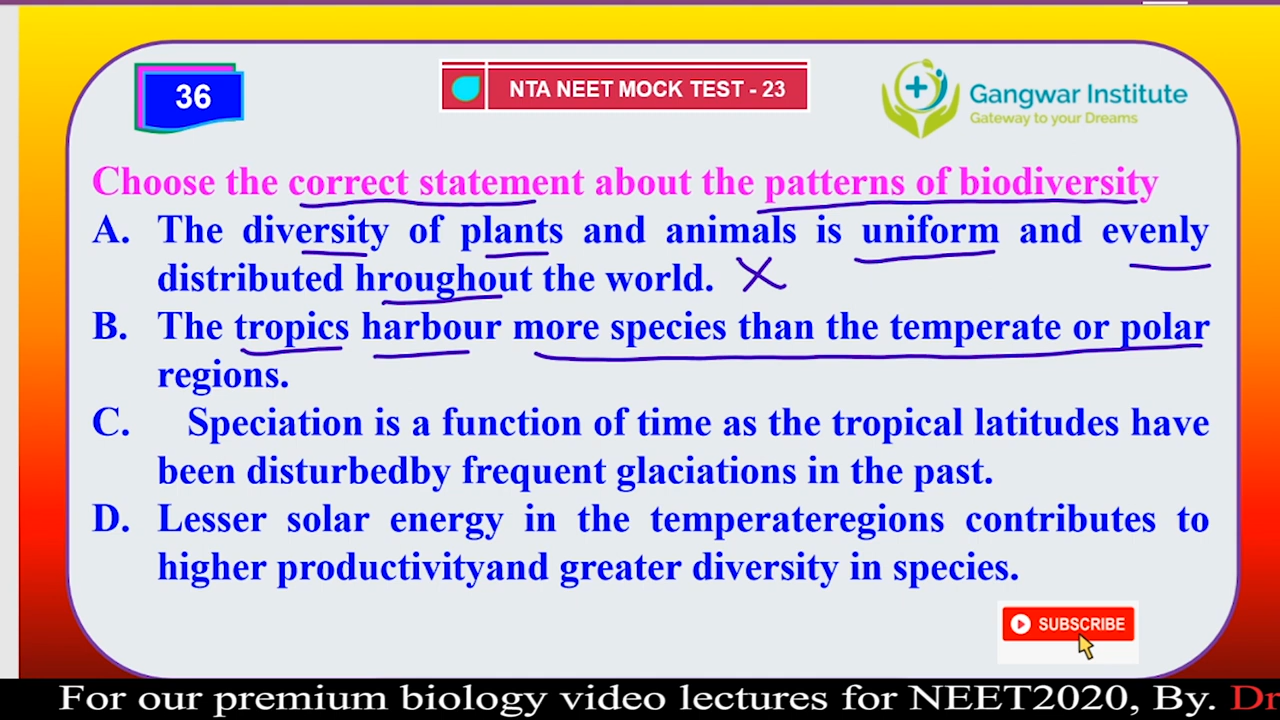 36
NTA NEET MOCK TEST - 23
Gangwar Institute
Gateway to your Dreams
Choose the correct statement about the patterns of biodiversity
A. The diversity of plants and animals is uniform and evenly
distributed hroughout the world.
B. The tropics harbour more species than the temperate or polar
regions.
C. Speciation is a function of time as the tropical latitudes have
been disturbedby frequent glaciations in the past.
D. Lesser solar energy in the temperateregions contributes to
higher productivityand greater diversity in species.
SUBSCRIBE
For our premium biology video lectures for NEET2020, By. Dr